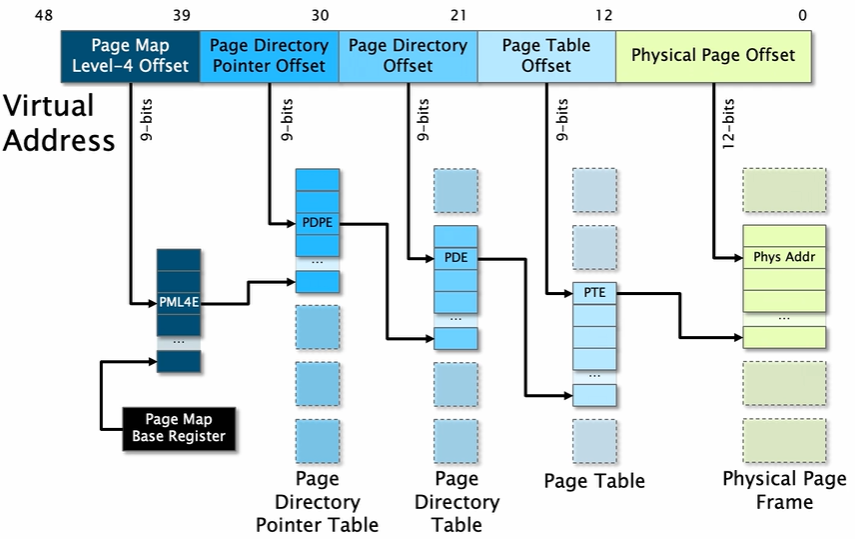 48 39 30 21 12 0
Page Map
Level-4 Offset
Page Directory
Pointer Offset
Page Directory
Offset
Page Table
Offset
Physical Page Offset
Virtual
Address
9-bits
9-bits
9-bits
9-bits
12-bits
PDPE
...
PDE
...
PTE
...
Phys Addr
...
PML4E
...
Page Map
Base Register
Page
Directory
Pointer Table
Page
Directory
Table
Page Table
Physical Page
Frame